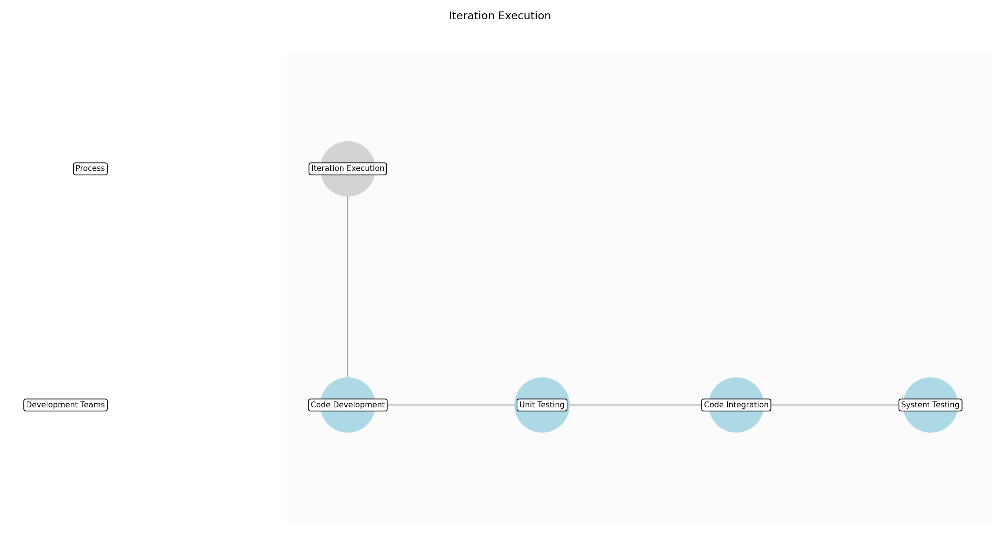 Iteration Execution
Process
Iteration Execution
Development Teams
Code Development
Unit Testing
Code Integration
System Testing